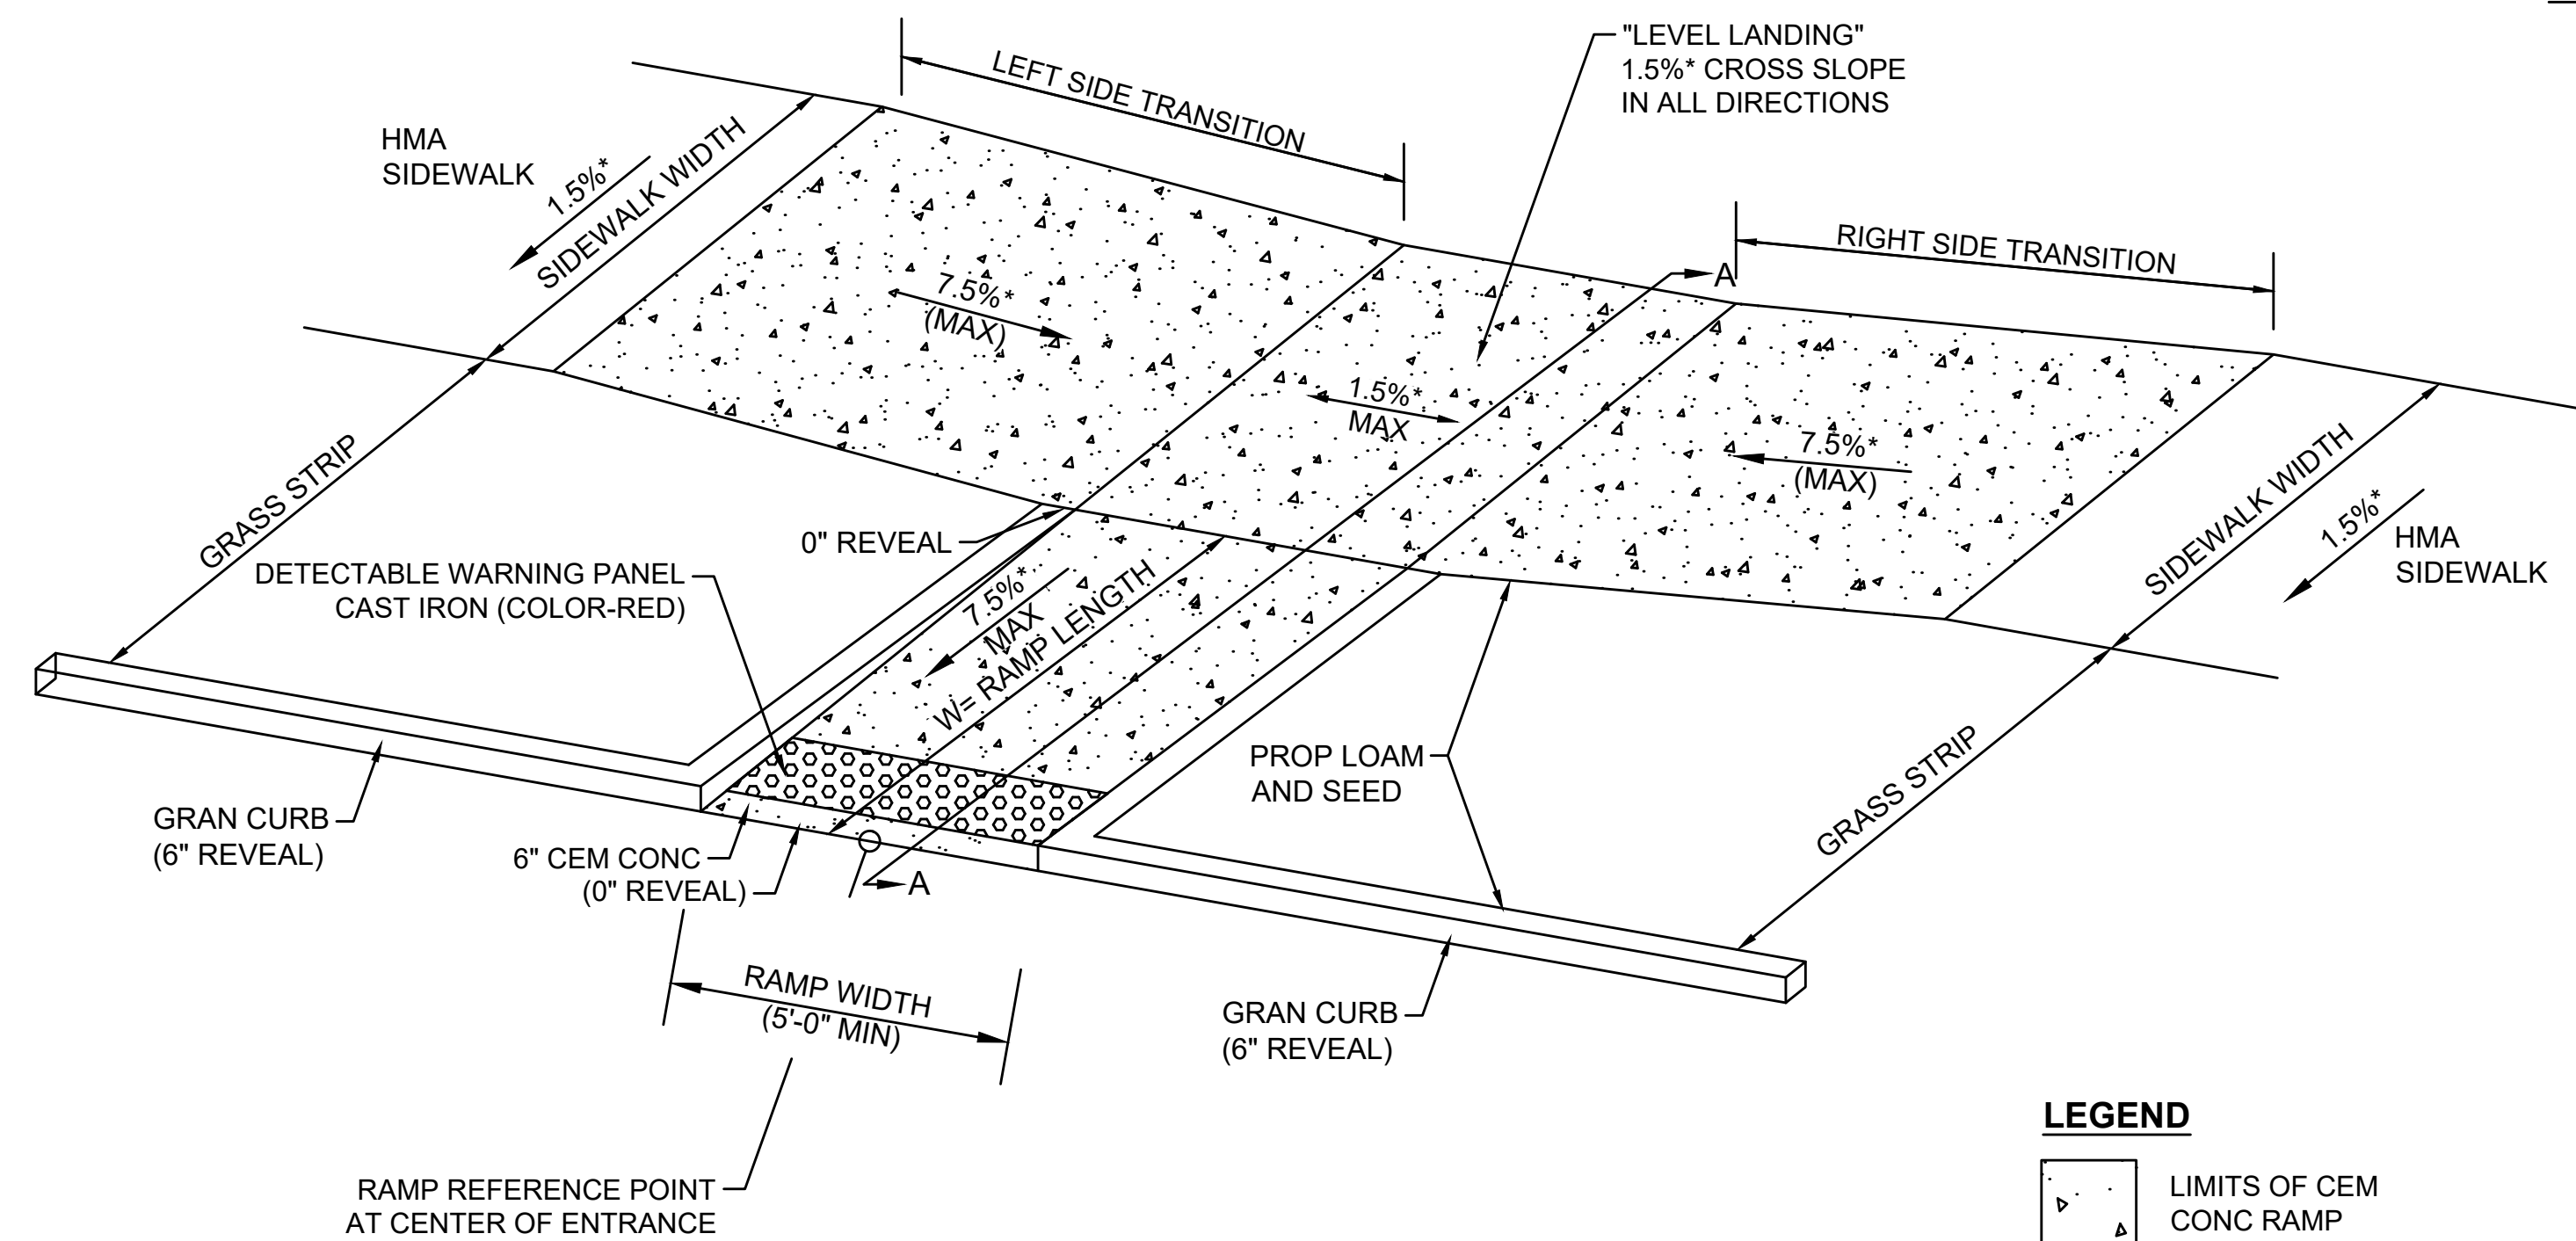 "LEVEL LANDING"
1.5%* CROSS SLOPE
IN ALL DIRECTIONS
LEFT SIDE TRANSITION
HMA
SIDEWALK
1.5%*
SIDEWALK WIDTH
RIGHT SIDE TRANSITION
A
7.5%*
(MAX)
1.5%*
MAX
7.5%*
(MAX)
GRASS STRIP
0" REVEAL
SIDEWALK WIDTH
1.5%*
HMA
SIDEWALK
DETECTABLE WARNING PANEL
CAST IRON (COLOR-RED)
7.5%*
MAX
W= RAMP LENGTH
PROP LOAM
AND SEED
GRASS STRIP
GRAN CURB
(6" REVEAL)
6" CEM CONC
(0" REVEAL)
A
RAMP WIDTH
(5'-0" MIN)
GRAN CURB
(6" REVEAL)
RAMP REFERENCE POINT
AT CENTER OF ENTRANCE
LEGEND
LIMITS OF CEM
CONC RAMP